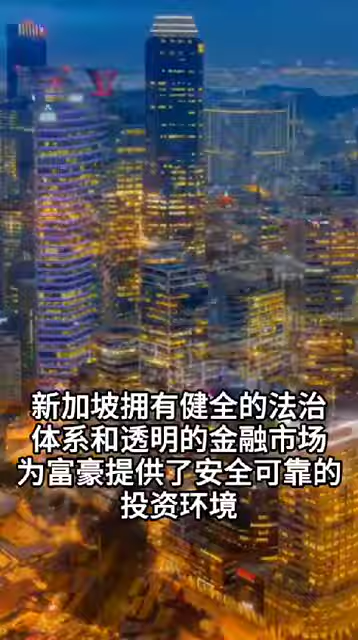 新加坡拥有健全的法治
体系和透明的金融市场
为富豪提供了安全可靠的
投资环境